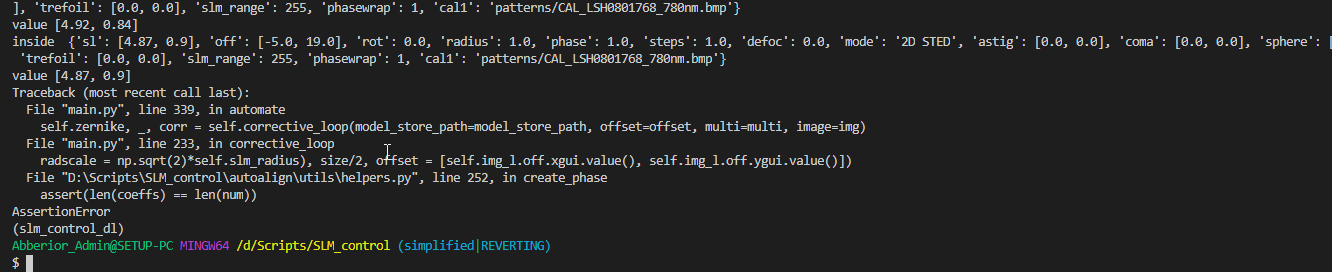 ], 'trefoil': [0.0, 0.0], 'slm_range': 255, 'phasewrap': 1, 'cal1': 'patterns/CAL_LSH0801768_780nm.bmp'}
value [4.92, 0.84]
inside  {'sl': [4.87, 0.9], 'off': [-5.0, 19.0], 'rot': 0.0, 'radius': 1.0, 'phase': 1.0, 'steps': 1.0, 'defoc': 0.0, 'mode': '2D STED', 'astig': [0.0, 0.0], 'coma': [0.0, 0.0], 'sphere': [
 'trefoil': [0.0, 0.0], 'slm_range': 255, 'phasewrap': 1, 'cal1': 'patterns/CAL_LSH0801768_780nm.bmp'}
value [4.87, 0.9]
Traceback (most recent call last):
  File "main.py", line 339, in automate
    self.zernike, _, corr = self.corrective_loop(model_store_path=model_store_path, offset=offset, multi=multi, image=img)
  File "main.py", line 233, in corrective_loop
    radscale = np.sqrt(2)*self.slm_radius), size/2, offset = [self.img_l.off.xgui.value(), self.img_l.off.ygui.value()])
  File "D:\Scripts\SLM_control\autoalign\utils\helpers.py", line 252, in create_phase
    assert(len(coeffs) == len(num))
AssertionError
(slm_control_dl)
Abberior_Admin@SETUP-PC MINGW64 /d/Scripts/SLM_control (simplified|REVERTING)
$